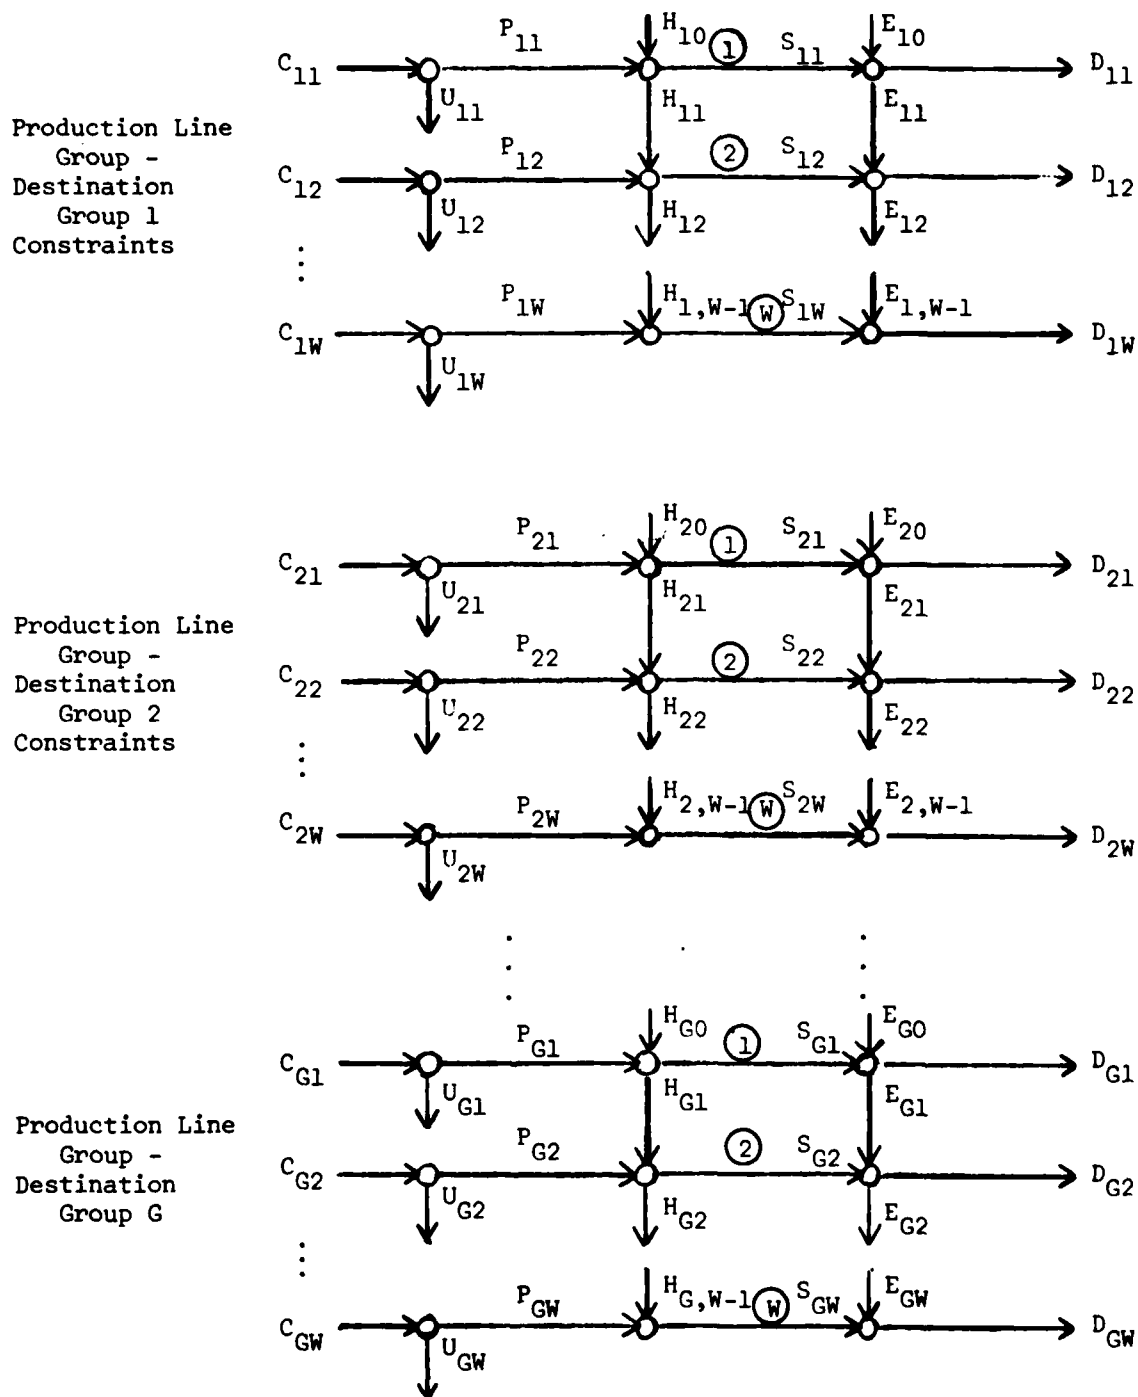 P11 H10 1 S11 E10
C11 D11
U11 H11 E11
Production Line
Group -
Destination
Group 1
Constraints
P12 2 S12
C12 D12
U12 H12 E12
⋮
P1W H1,W-1 W S1W E1,W-1
C1W D1W
U1W
P21 H20 1 S21 E20
C21 D21
U21 H21 E21
Production Line
Group -
Destination
Group 2
Constraints
P22 2 S22
C22 D22
U22 H22 E22
⋮
P2W H2,W-1 W S2W E2,W-1
C2W D2W
U2W
⋮ ⋮
PG1 HG0 1 SG1 EG0
CG1 DG1
UG1 HG1 EG1
Production Line
Group -
Destination
Group G
PG2 2 SG2
CG2 DG2
UG2 HG2 EG2
⋮
PGW HG,W-1 W SGW EGW
CGW DGW
UGW